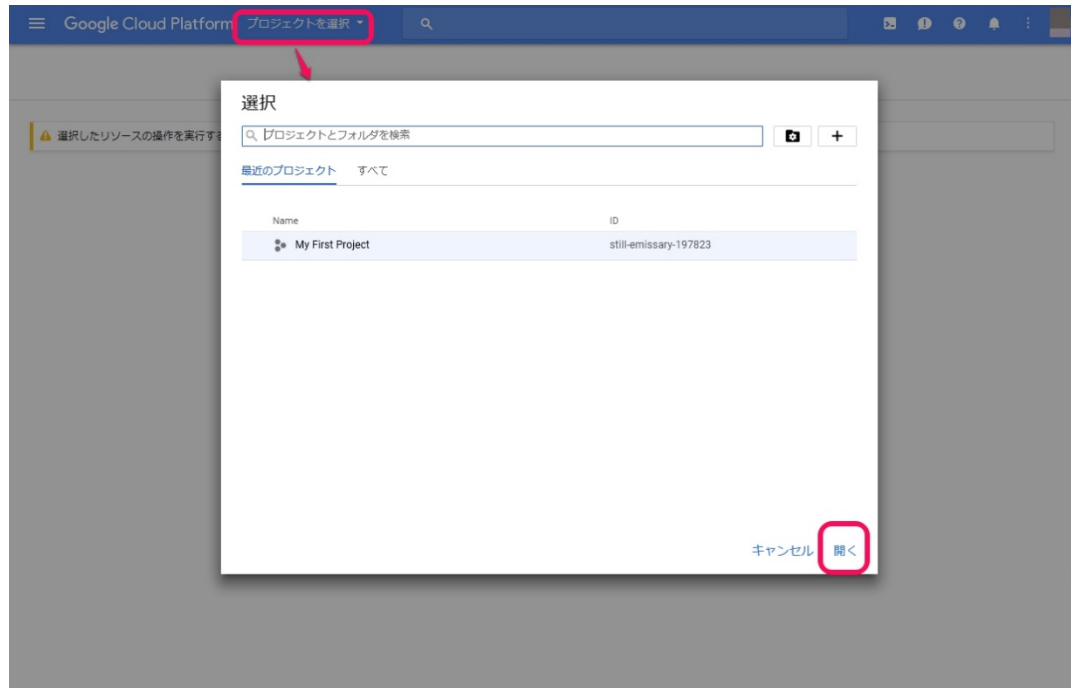 Google Cloud Platform プロジェクトを選択
選択
選択したリソースの操作を実行する
プロジェクトとフォルダを検索
最近のプロジェクト すべて
Name ID
My First Project still-emissary-197823
キャンセル 開く